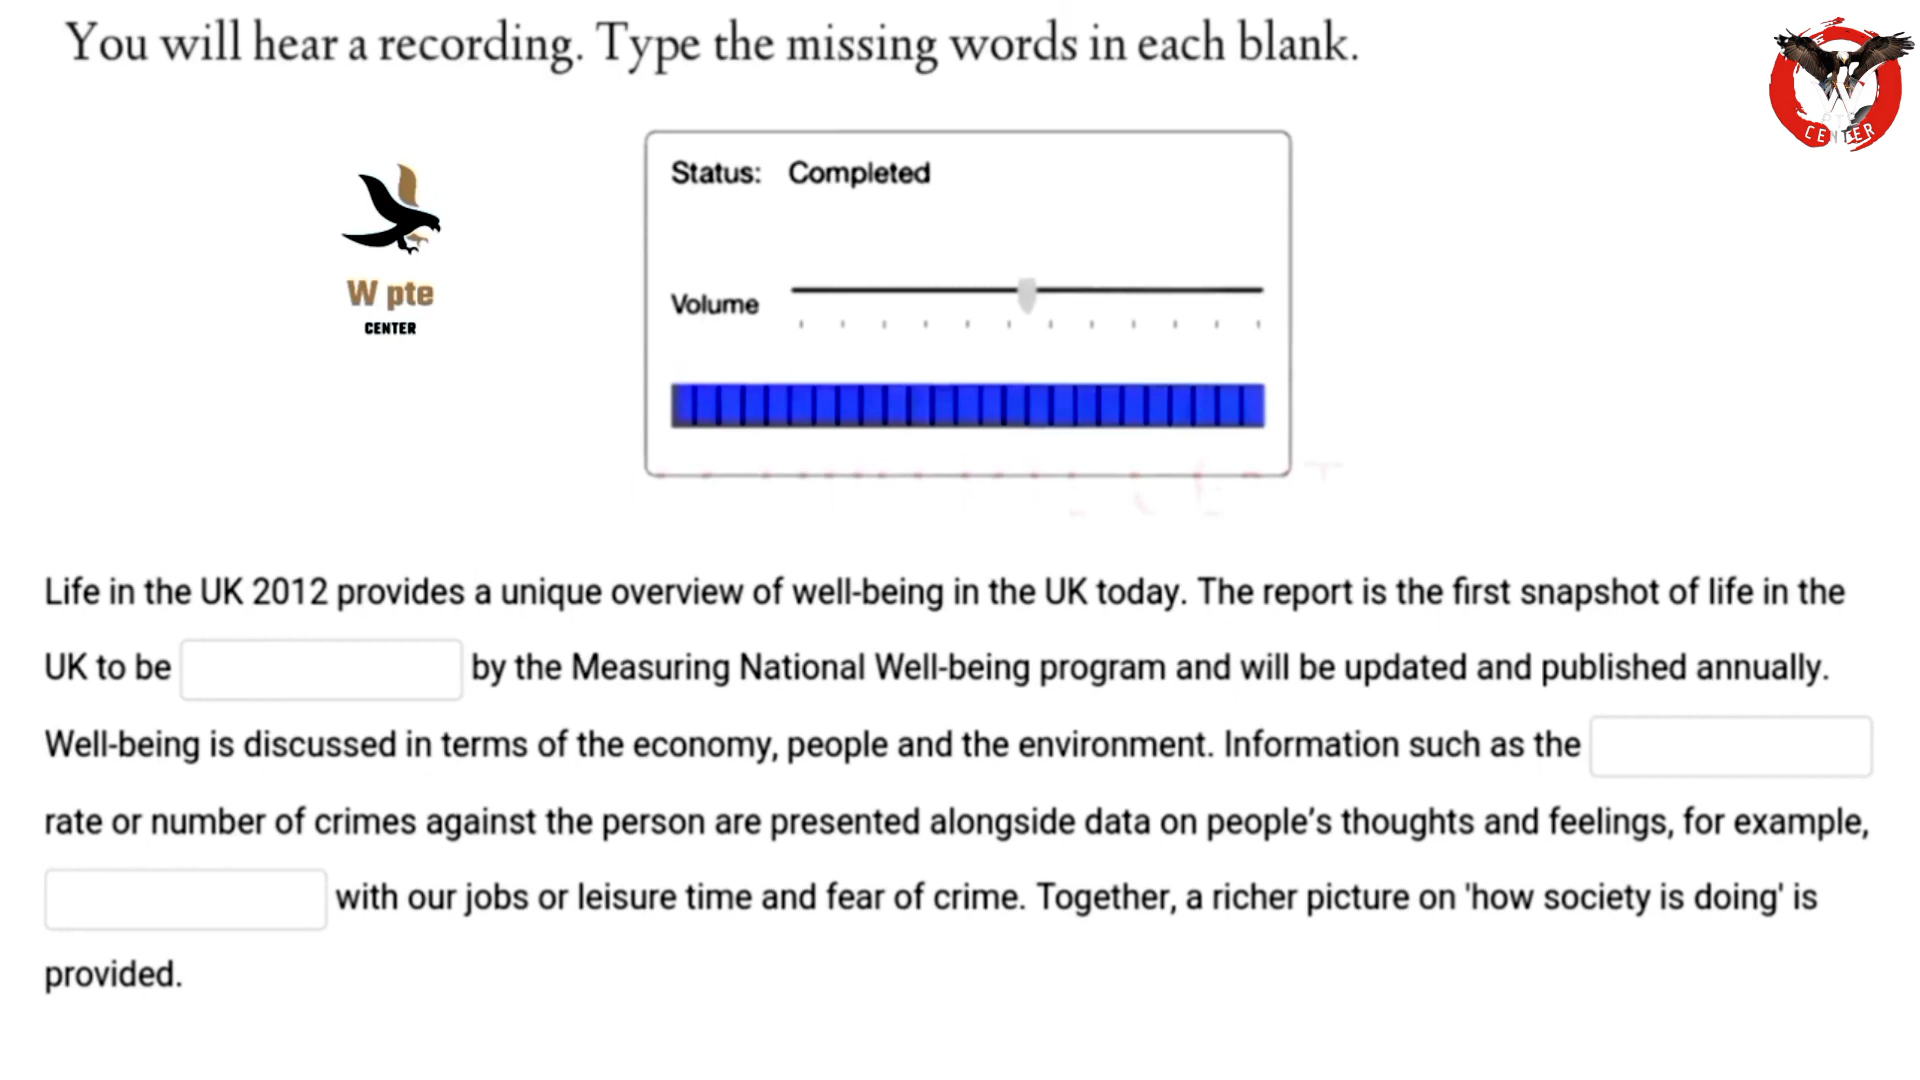 You will hear a recording. Type the missing words in each blank.
CENTER
Status: Completed
W pte
CENTER
Volume
Life in the UK 2012 provides a unique overview of well-being in the UK today. The report is the first snapshot of life in the
UK to be by the Measuring National Well-being program and will be updated and published annually.
Well-being is discussed in terms of the economy, people and the environment. Information such as the
rate or number of crimes against the person are presented alongside data on people's thoughts and feelings, for example,
with our jobs or leisure time and fear of crime. Together, a richer picture on 'how society is doing' is
provided.